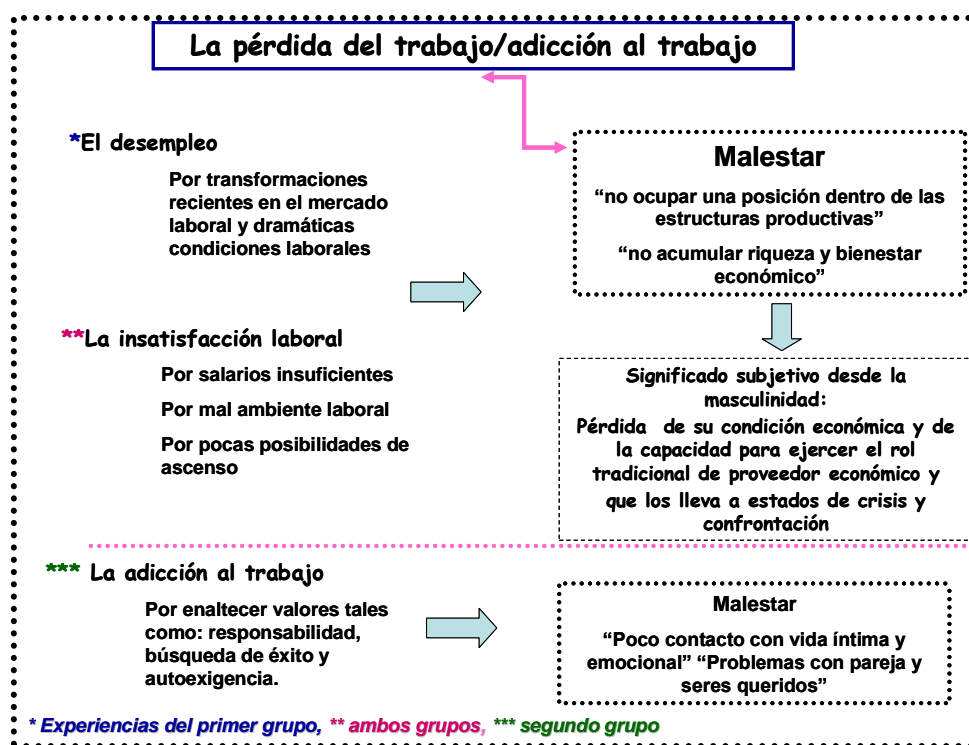 La pérdida del trabajo/adicción al trabajo
*El desempleo
Por transformaciones
recientes en el mercado
laboral y dramáticas
condiciones laborales
Malestar
“no ocupar una posición dentro de las
estructuras productivas”
“no acumular riqueza y bienestar
económico”
**La insatisfacción laboral
Por salarios insuficientes
Por mal ambiente laboral
Por pocas posibilidades de
ascenso
Significado subjetivo desde la
masculinidad:
Pérdida de su condición económica y de
la capacidad para ejercer el rol
tradicional de proveedor económico y
que los lleva a estados de crisis y
confrontación
*** La adicción al trabajo
Por enaltecer valores tales
como: responsabilidad,
búsqueda de éxito y
autoexigencia.
Malestar
“Poco contacto con vida íntima y
emocional” “Problemas con pareja y
seres queridos”
* Experiencias del primer grupo, ** ambos grupos, *** segundo grupo